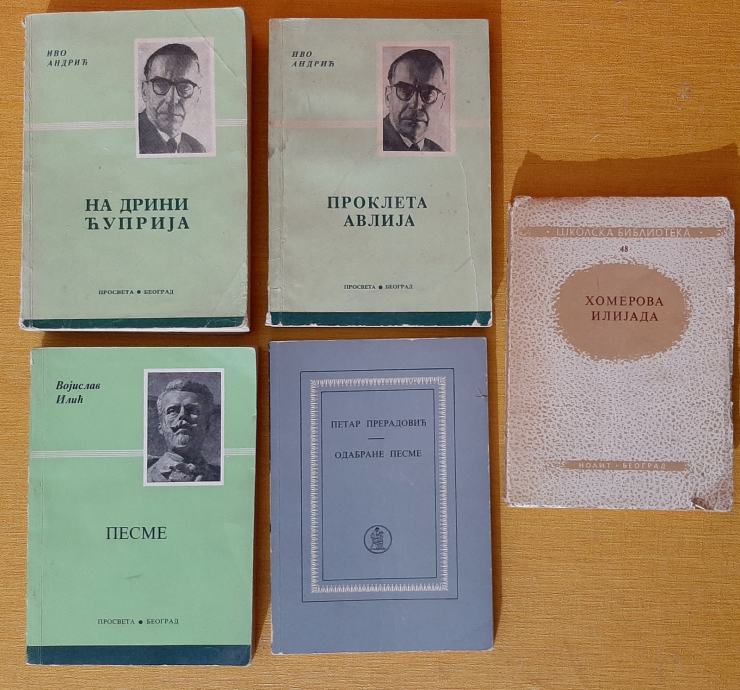 ИВО
АНДРИЋ
НА ДРИНИ
ЋУПРИЈА
ПРОСВЕТА • БЕОГРАД
ИВО
АНДРИЋ
ПРОКЛЕТА
АВЛИЈА
ПРОСВЕТА • БЕОГРАД
· ШКОЛСКА БИБЛИОТЕКА ·
48
ХОМЕРОВА
ИЛИЈАДА
НОЛИТ · БЕОГРАД
Војислав
Илић
ПЕСМЕ
ПРОСВЕТА • БЕОГРАД
ПЕТАР ПРЕРАДОВИЋ
ОДАБРАНЕ ПЕСМЕ